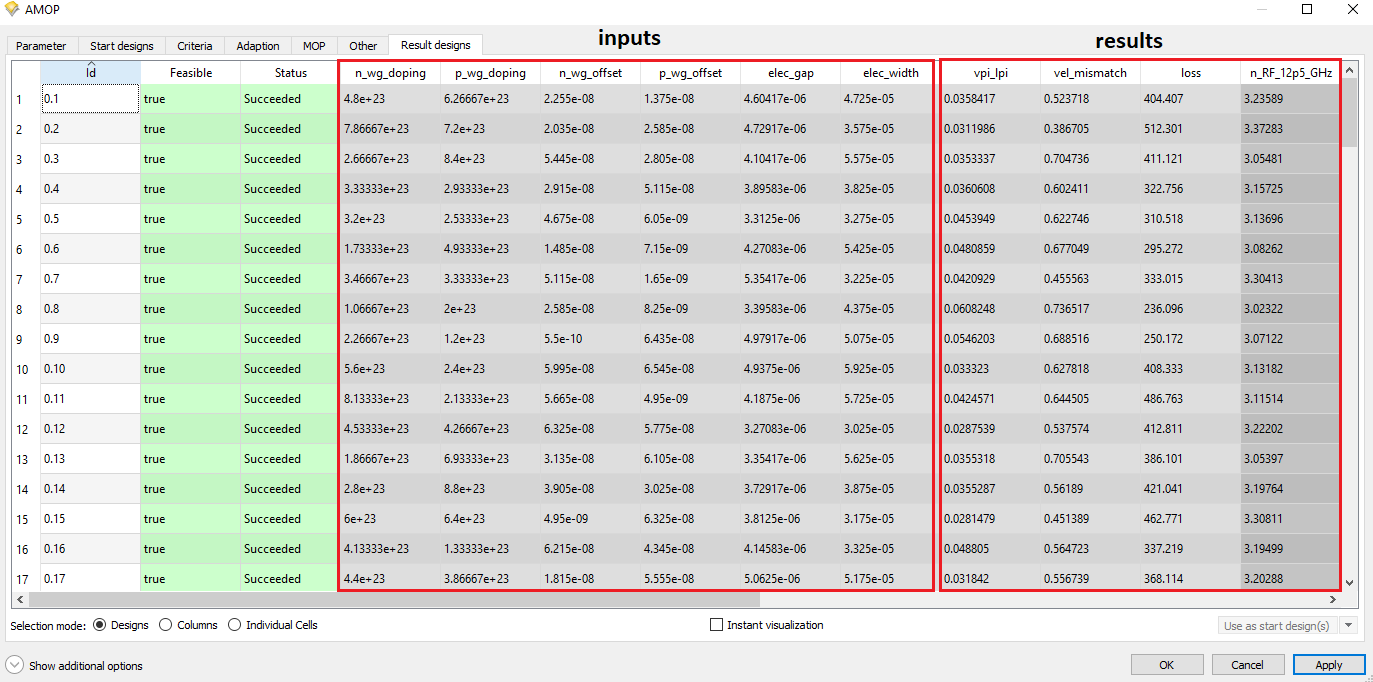 AMOP
Parameter Start designs Criteria Adaption MOP Other Result designs
inputs results
Id Feasible Status n_wg_doping p_wg_doping n_wg_offset p_wg_offset elec_gap elec_width vpi_lpi vel_mismatch loss n_RF_12p5_GHz
1 0.1 true Succeeded 4.8e+23 6.26667e+23 2.255e-08 1.375e-08 4.60417e-06 4.725e-05 0.0358417 0.523718 404.407 3.23589
2 0.2 true Succeeded 7.86667e+23 7.2e+23 2.035e-08 2.585e-08 4.72917e-06 3.575e-05 0.0311986 0.386705 512.301 3.37283
3 0.3 true Succeeded 2.66667e+23 8.4e+23 5.445e-08 2.805e-08 4.10417e-06 5.575e-05 0.0353337 0.704736 411.121 3.05481
4 0.4 true Succeeded 3.33333e+23 2.93333e+23 2.915e-08 5.115e-08 3.89583e-06 3.825e-05 0.0360608 0.602411 322.756 3.15725
5 0.5 true Succeeded 3.2e+23 2.53333e+23 4.675e-08 6.05e-09 3.3125e-06 3.275e-05 0.0453949 0.622746 310.518 3.13696
6 0.6 true Succeeded 1.73333e+23 4.93333e+23 1.485e-08 7.15e-09 4.27083e-06 5.425e-05 0.0480859 0.677049 295.272 3.08262
7 0.7 true Succeeded 3.46667e+23 3.33333e+23 5.115e-08 1.65e-09 5.35417e-06 3.225e-05 0.0420929 0.455563 333.015 3.30413
8 0.8 true Succeeded 1.06667e+23 2e+23 2.585e-08 8.25e-09 3.39583e-06 4.375e-05 0.0608248 0.736517 236.096 3.02322
9 0.9 true Succeeded 2.26667e+23 1.2e+23 5.5e-10 6.435e-08 4.97917e-06 5.075e-05 0.0546203 0.688516 250.172 3.07122
10 0.10 true Succeeded 5.6e+23 2.4e+23 5.995e-08 6.545e-08 4.9375e-06 5.925e-05 0.033323 0.627818 408.333 3.13182
11 0.11 true Succeeded 8.13333e+23 2.13333e+23 5.665e-08 4.95e-09 4.1875e-06 5.725e-05 0.0424571 0.644505 486.763 3.11514
12 0.12 true Succeeded 4.53333e+23 4.26667e+23 6.325e-08 5.775e-08 3.27083e-06 3.025e-05 0.0287539 0.537574 412.811 3.22202
13 0.13 true Succeeded 1.86667e+23 6.93333e+23 3.135e-08 6.105e-08 3.35417e-06 5.625e-05 0.0355318 0.705543 386.101 3.05397
14 0.14 true Succeeded 2.8e+23 8.8e+23 3.905e-08 3.025e-08 3.72917e-06 3.875e-05 0.0355287 0.56189 421.041 3.19764
15 0.15 true Succeeded 6e+23 6.4e+23 4.95e-09 6.325e-08 3.8125e-06 3.175e-05 0.0281479 0.451389 462.771 3.30811
16 0.16 true Succeeded 4.13333e+23 1.33333e+23 6.215e-08 4.345e-08 4.14583e-06 3.325e-05 0.048805 0.564723 337.219 3.19499
17 0.17 true Succeeded 4.4e+23 3.86667e+23 1.815e-08 5.555e-08 5.0625e-06 5.175e-05 0.031842 0.556739 368.114 3.20288
Selection mode: Designs Columns Individual Cells Instant visualization Use as start design(s)
Show additional options OK Cancel Apply